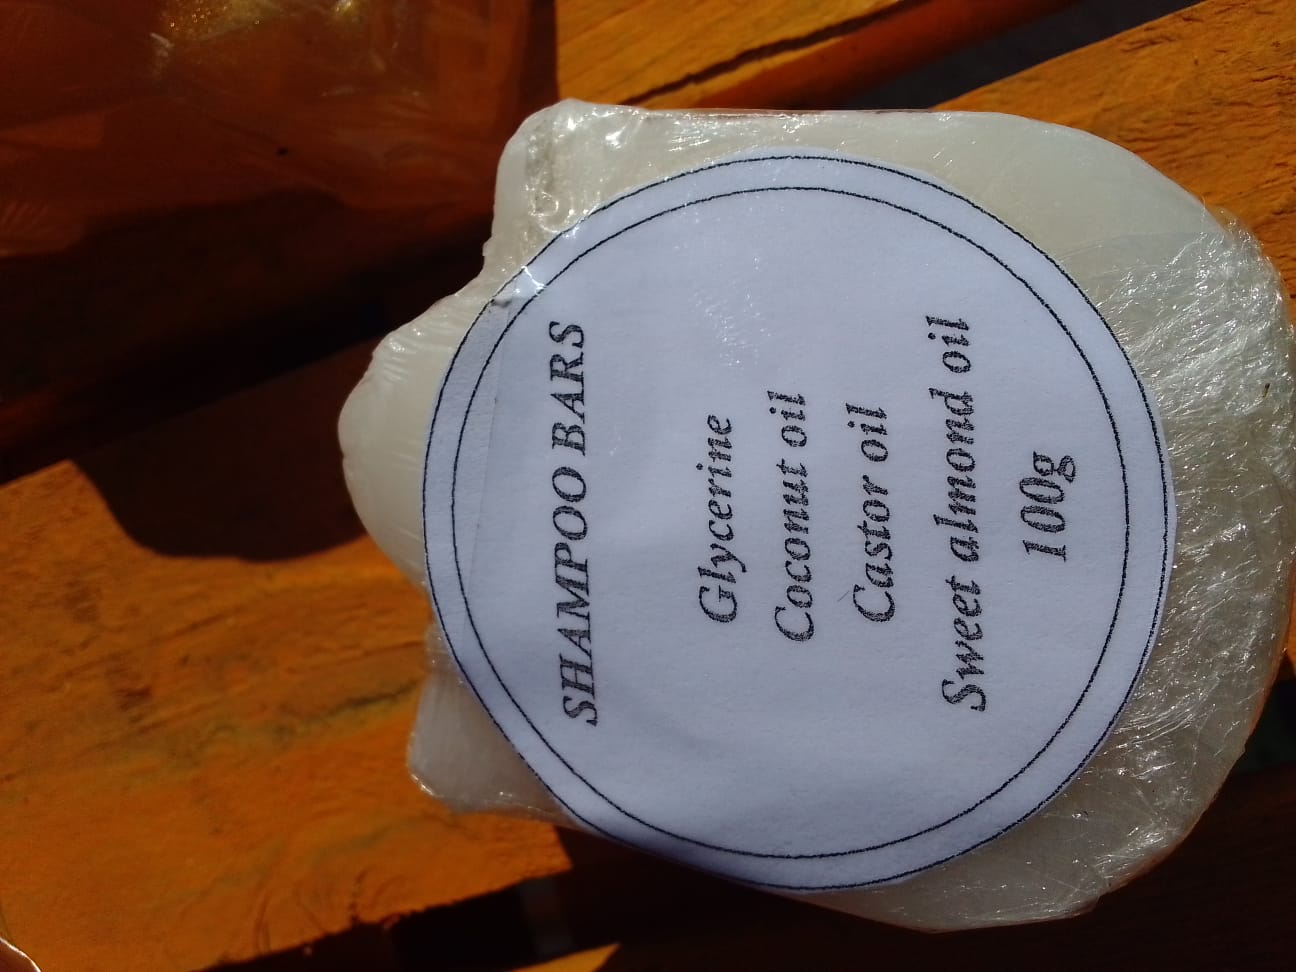 SHAMPOO BARS
Glycerine
Coconut oil
Castor oil
Sweet almond oil
100g